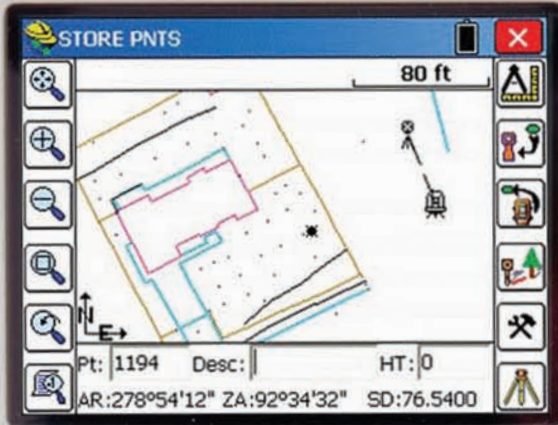 STORE PNTS
80 ft
N
E
Pt: 1194 Desc: HT: 0
AR:278°54'12" ZA:92°34'32" SD:76.5400